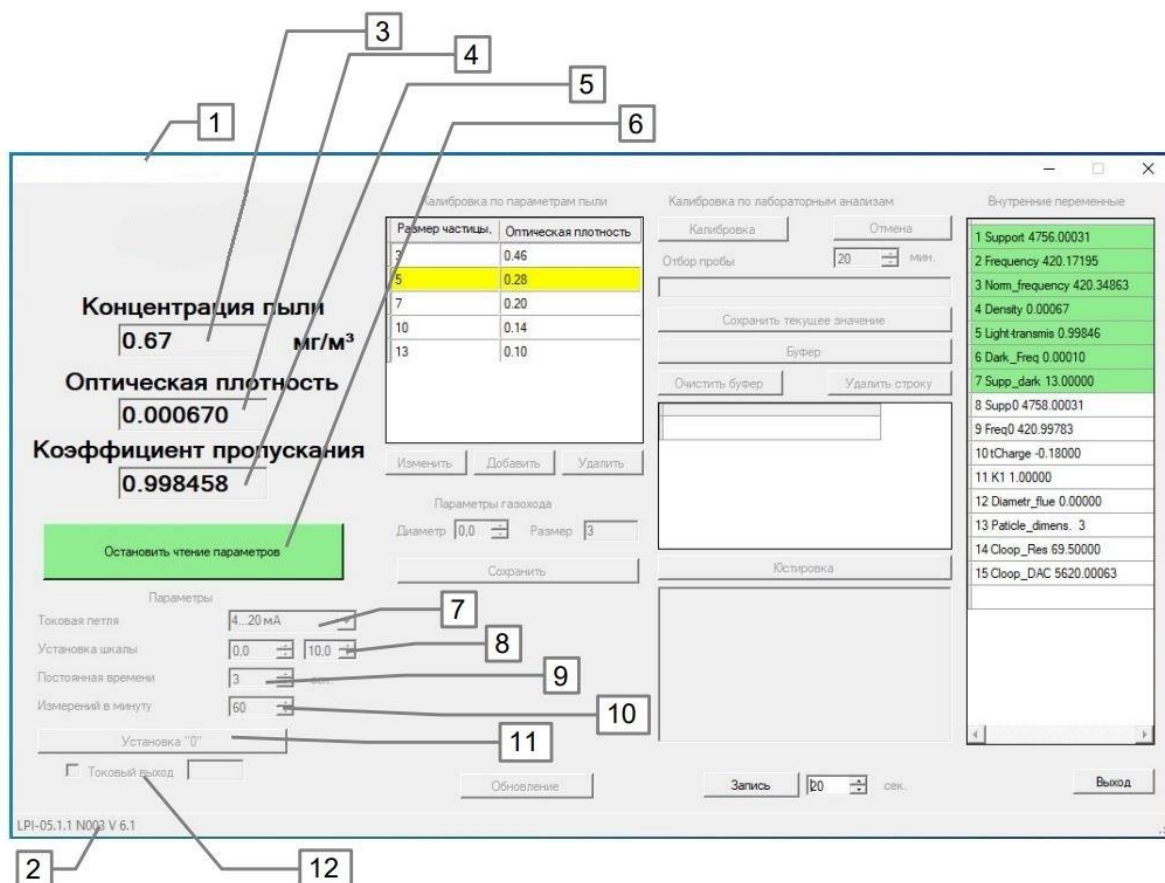 3
4
5
1
6
Калибровка по параметрам пыли
Калибровка по лабораторным анализам
Внутренние переменные
Размер частицы, Оптическая плотность
3 0.46
5 0.28
7 0.20
10 0.14
13 0.10
Изменить Добавить Удалить
Параметры газохода
Диаметр 0,0 Размер 3
Сохранить
Калибровка Отмена
Отбор пробы 20 мин.
Сохранить текущее значение
Буфер
Очистить буфер Удалить строку
Юстировка
1 Support 4756.00031
2 Frequency 420.17195
3 Norm_frequency 420.34863
4 Density 0.00067
5 Light-transmis 0.99846
6 Dark_Freq 0.00010
7 Supp_dark 13.00000
8 Supp0 4758.00031
9 Freq0 420.99783
10 tCharge -0.18000
11 K1 1.00000
12 Diametr_flue 0.00000
13 Paticle_dimens. 3
14 Cloop_Res 69.50000
15 Cloop_DAC 5620.00063
Концентрация пыли
0.67 мг/м³
Оптическая плотность
0.000670
Коэффициент пропускания
0.998458
Остановить чтение параметров
Параметры
Токовая петля 4...20 мА
7
Установка шкалы 0,0 10,0
8
Постоянная времени 3 сек.
9
Измерений в минуту 60
10
Установка "0"
11
Токовый выход
Обновление
Запись 20 сек.
Выход
LPI-05.1.1 N003 V 6.1
2
12